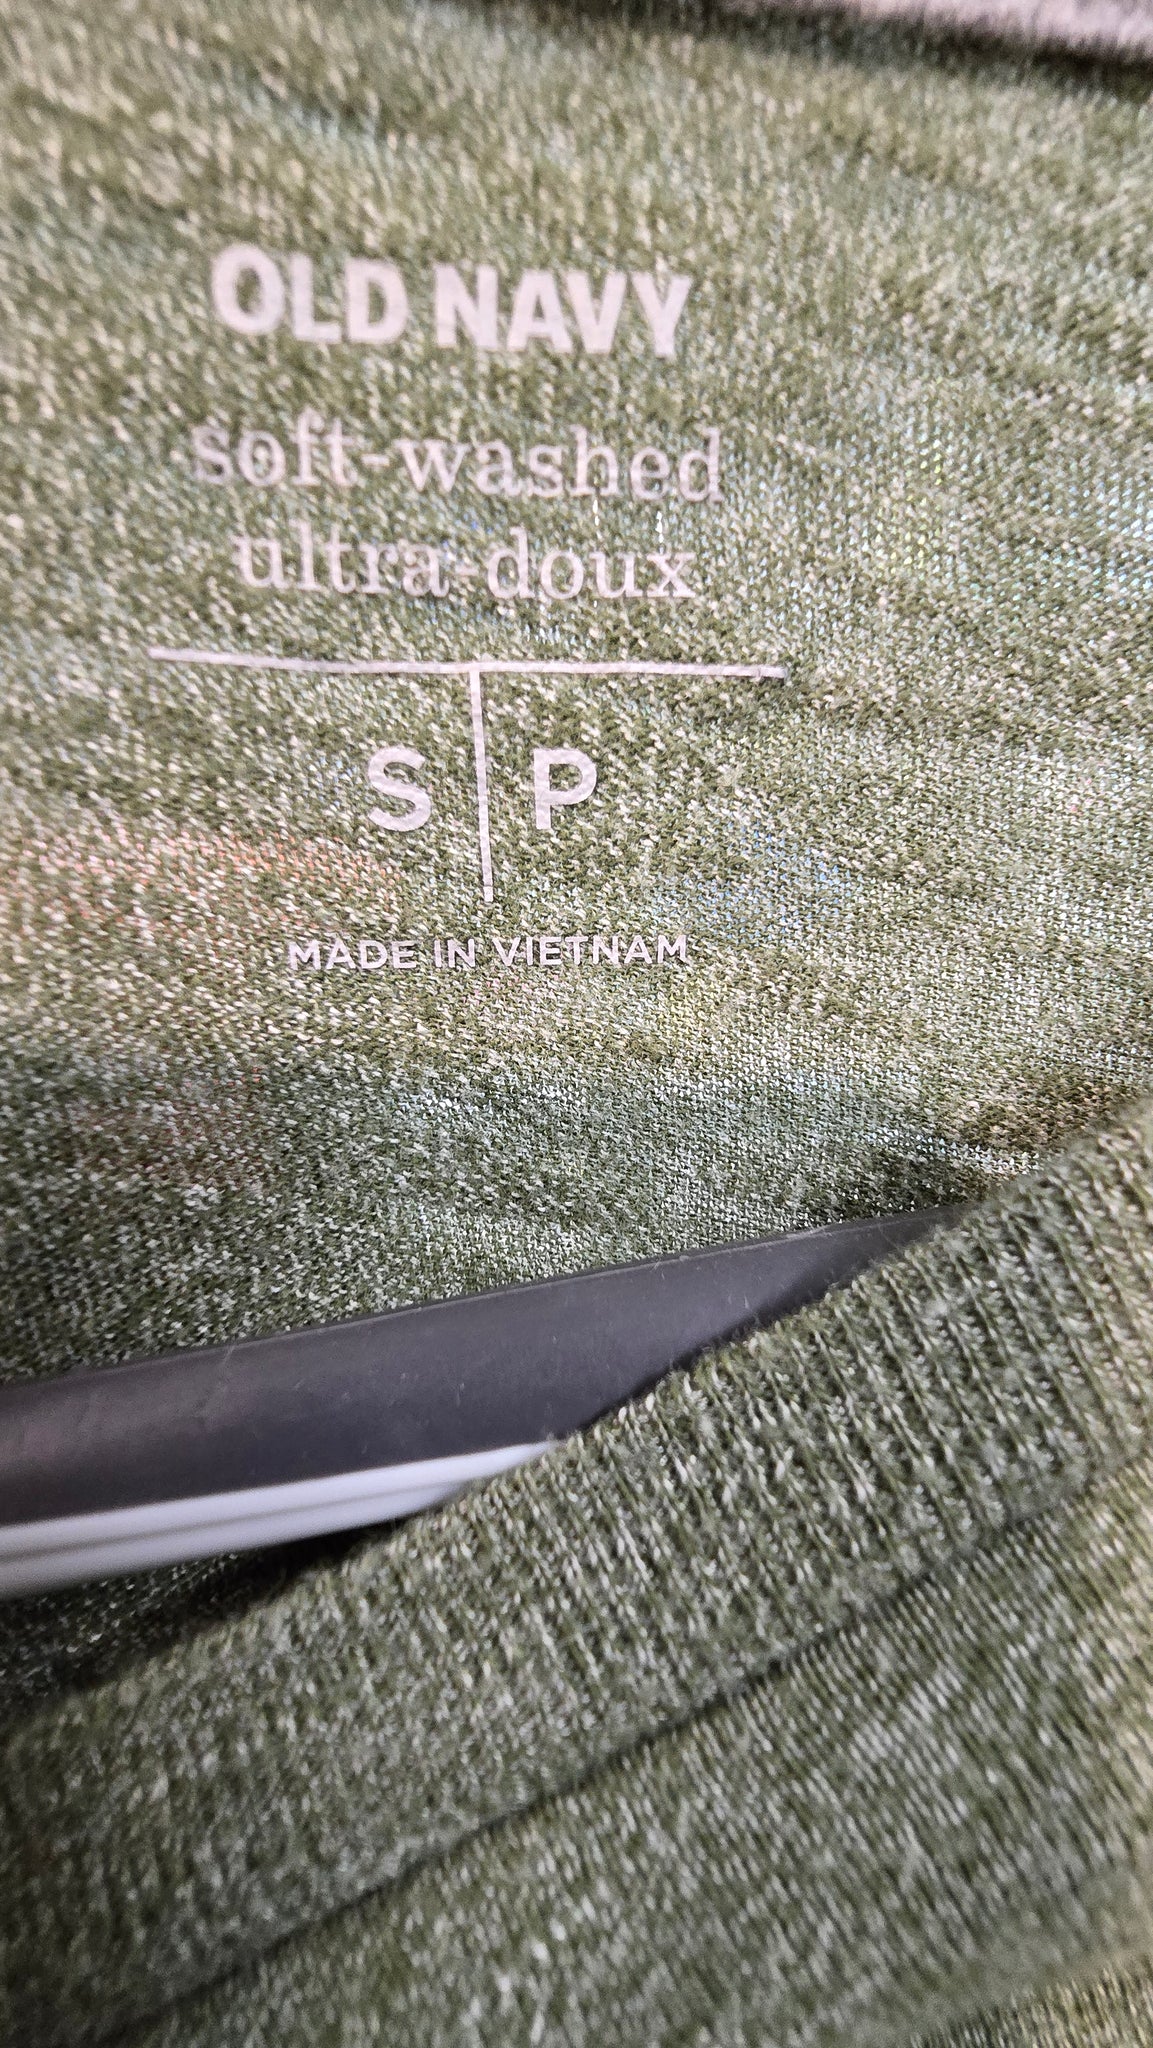 OLD NAVY
soft-washed
ultra-doux
S P
MADE IN VIETNAM